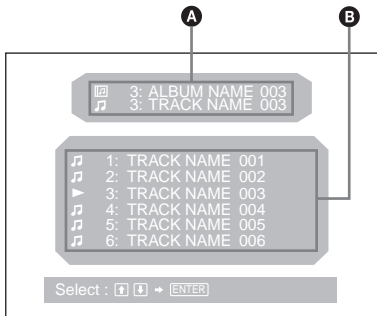 A B
3: ALBUM NAME 003
3: TRACK NAME 003
1: TRACK NAME 001
2: TRACK NAME 002
3: TRACK NAME 003
4: TRACK NAME 004
5: TRACK NAME 005
6: TRACK NAME 006
Select : ↑ ↓ → ENTER